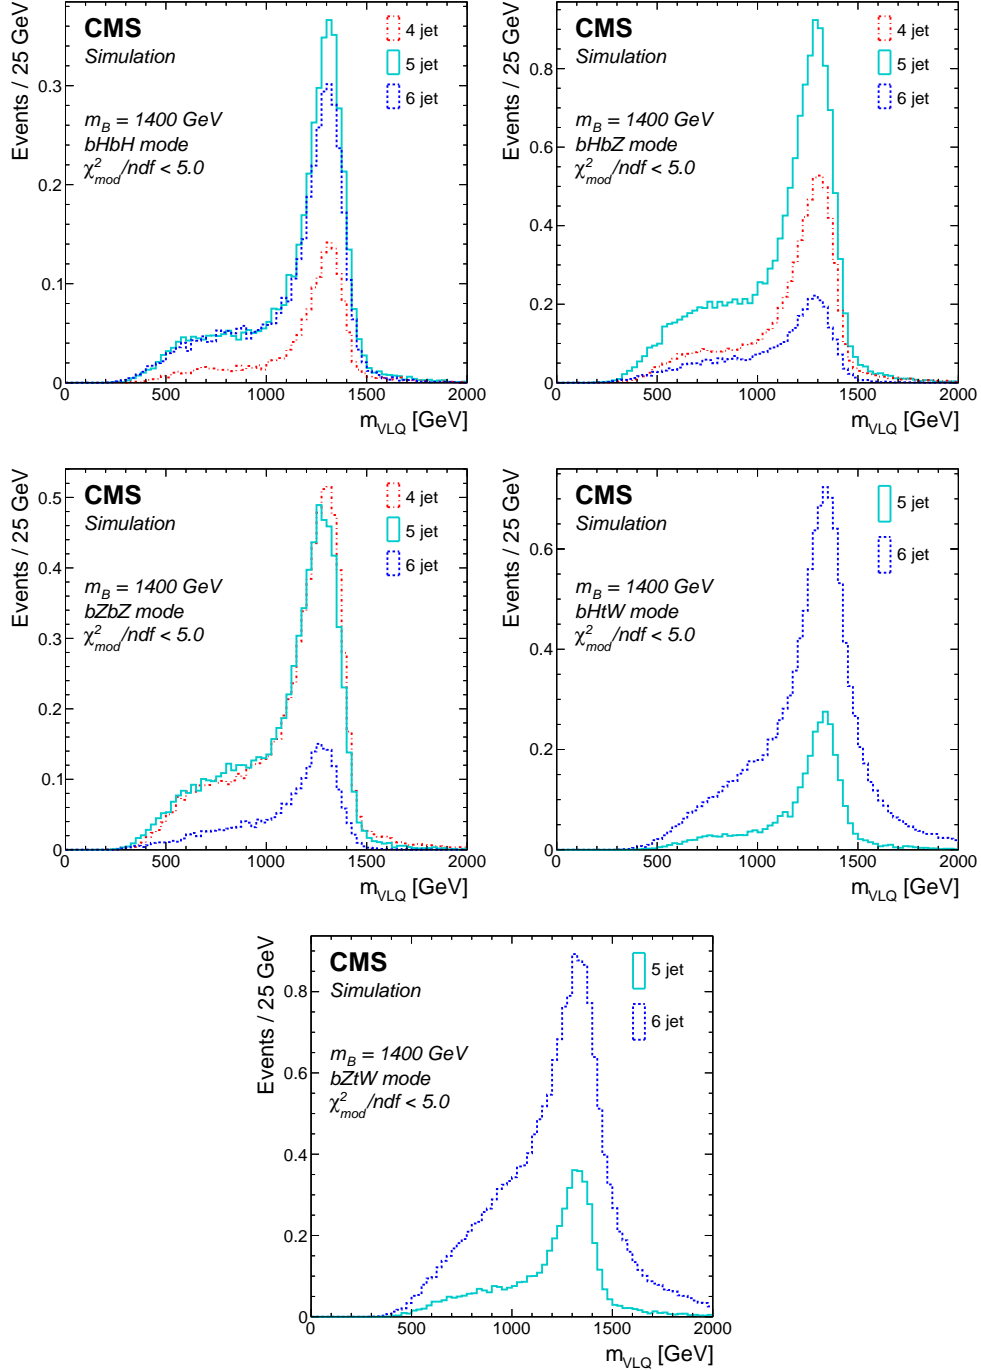 CMS
Simulation
m_B = 1400 GeV
bHbH mode
χ²_mod/ndf < 5.0
4 jet
5 jet
6 jet
Events / 25 GeV
0.3
0.2
0.1
0
0 500 1000 1500 2000
m_VLQ [GeV]
CMS
Simulation
m_B = 1400 GeV
bHbZ mode
χ²_mod/ndf < 5.0
4 jet
5 jet
6 jet
Events / 25 GeV
0.8
0.6
0.4
0.2
0
0 500 1000 1500 2000
m_VLQ [GeV]
CMS
Simulation
m_B = 1400 GeV
bZbZ mode
χ²_mod/ndf < 5.0
4 jet
5 jet
6 jet
Events / 25 GeV
0.5
0.4
0.3
0.2
0.1
0
0 500 1000 1500 2000
m_VLQ [GeV]
CMS
Simulation
m_B = 1400 GeV
bHtW mode
χ²_mod/ndf < 5.0
5 jet
6 jet
Events / 25 GeV
0.6
0.4
0.2
0
0 500 1000 1500 2000
m_VLQ [GeV]
CMS
Simulation
m_B = 1400 GeV
bZtW mode
χ²_mod/ndf < 5.0
5 jet
6 jet
Events / 25 GeV
0.8
0.6
0.4
0.2
0
0 500 1000 1500 2000
m_VLQ [GeV]